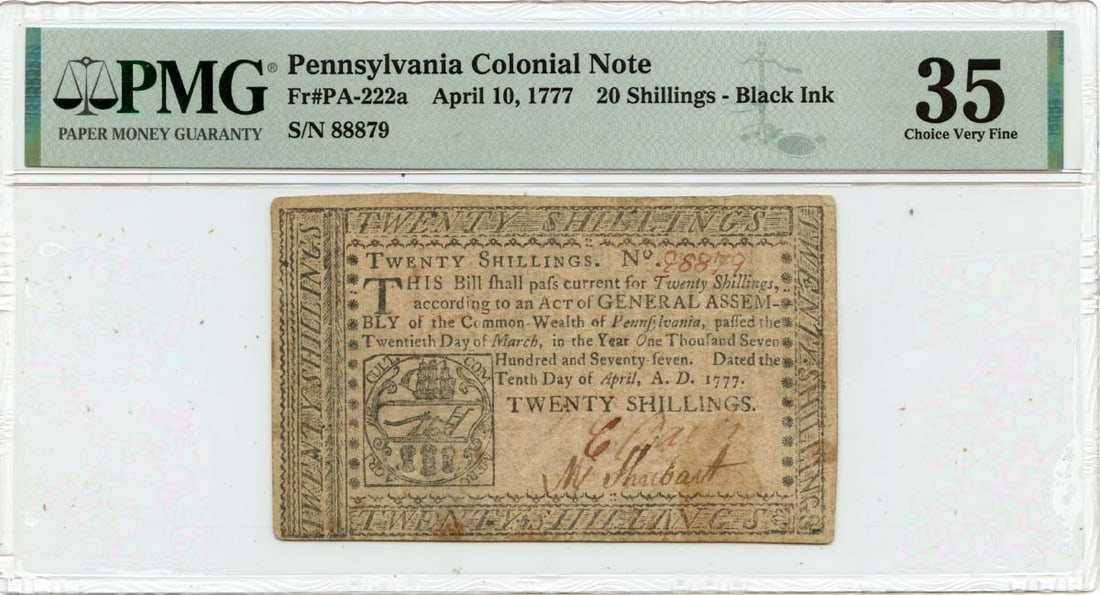 PMG®
PAPER MONEY GUARANTY
Pennsylvania Colonial Note
Fr#PA-222a April 10, 1777 20 Shillings - Black Ink
S/N 88879
35
Choice Very Fine
TWENTY SHILLINGS
TWENTY SHILLINGS
TWENTY SHILLINGS
TWENTY SHILLINGS. No. 88879
THIS Bill ſhall paſs current for Twenty Shillings,
according to an ACT of GENERAL ASSEM-
BLY of the Common-Wealth of Pennſylvania, paſſed the
Twentieth Day of March, in the Year One Thouſand Seven
Hundred and Seventy-ſeven. Dated the
Tenth Day of April, A. D. 1777.
TWENTY SHILLINGS.
CULT COM
M Shubart
TWENTY SHILLINGS